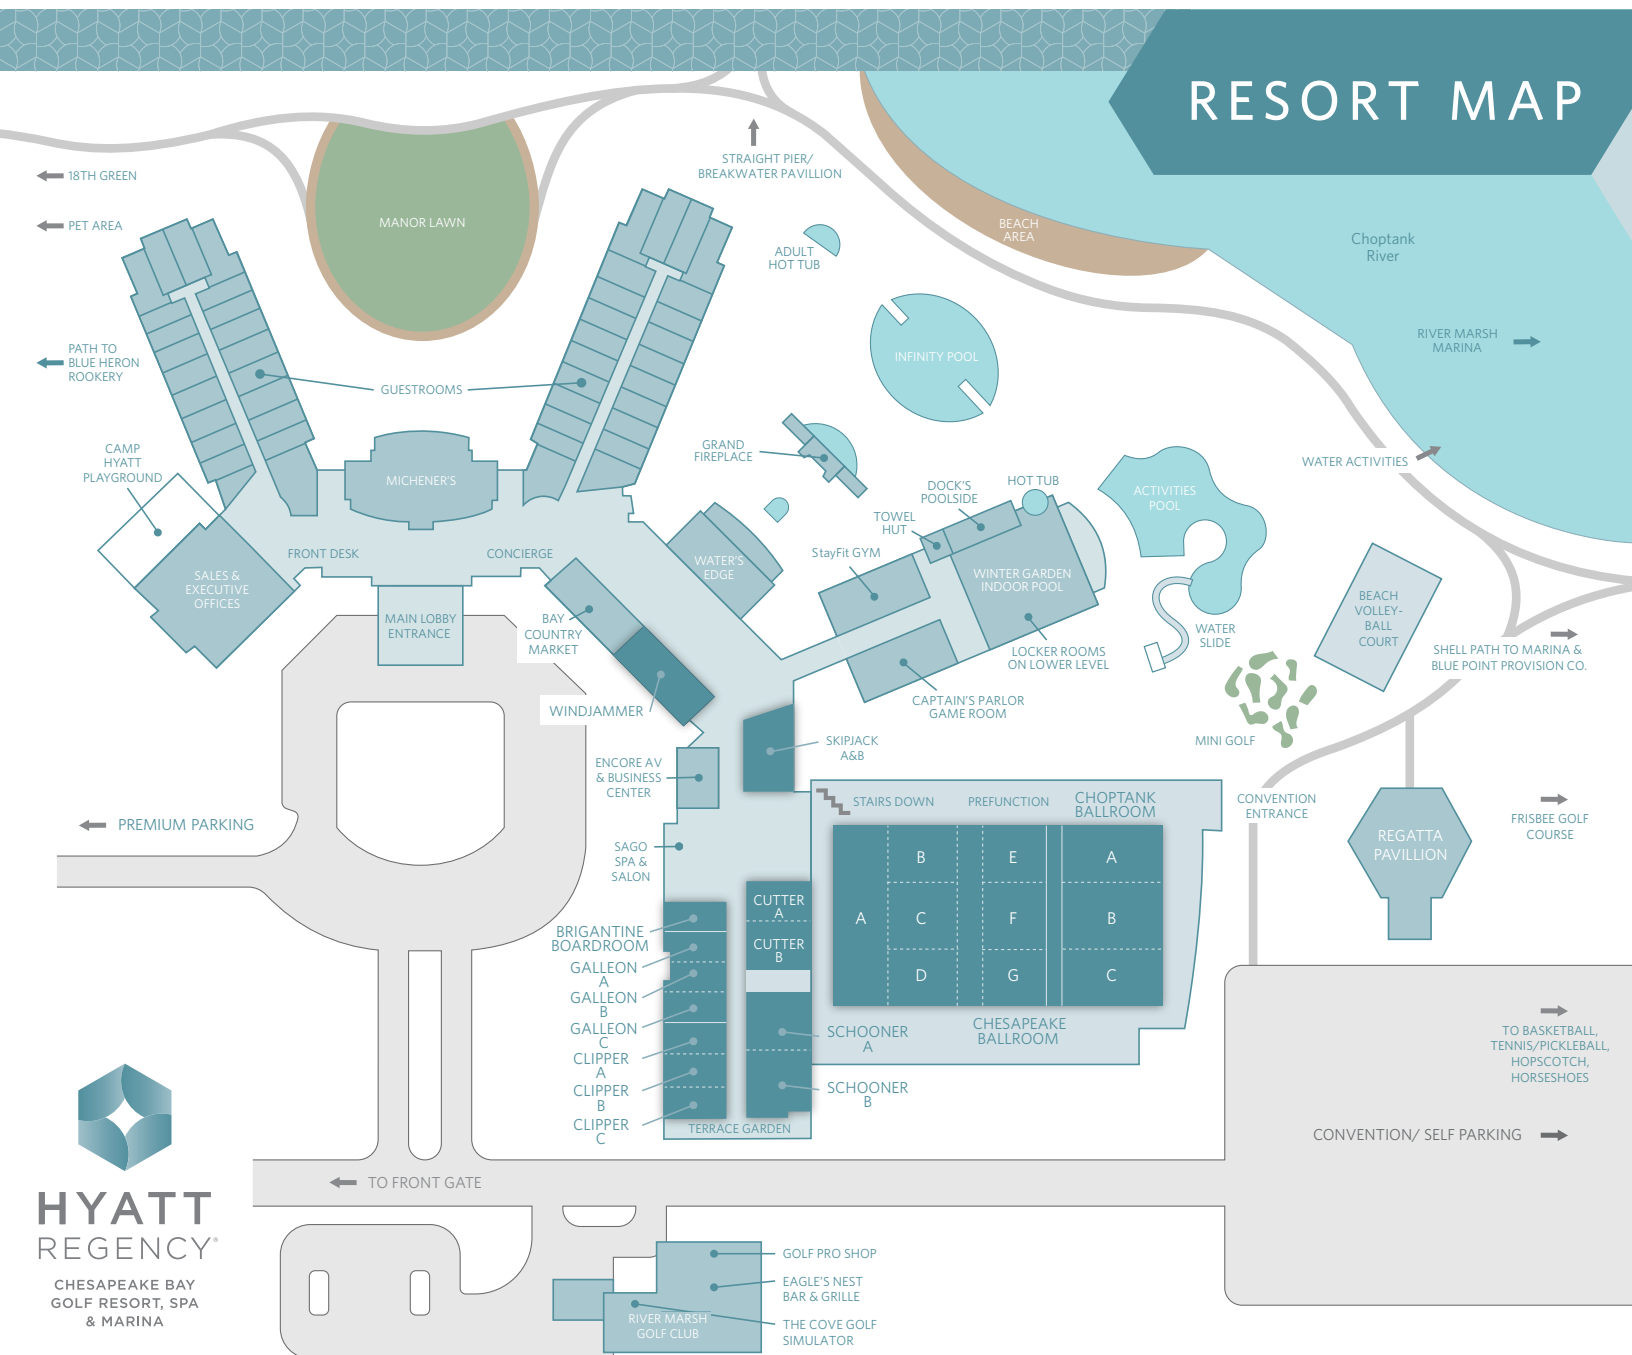 RESORT MAP
STRAIGHT PIER/
BREAKWATER PAVILLION
18TH GREEN
PET AREA
MANOR LAWN
BEACH
AREA
Choptank
River
ADULT
HOT TUB
RIVER MARSH
MARINA
PATH TO
BLUE HERON
ROOKERY
INFINITY POOL
GUESTROOMS
CAMP
HYATT
PLAYGROUND
GRAND
FIREPLACE
WATER ACTIVITIES
MICHENER'S
DOCK'S
POOLSIDE
HOT TUB
ACTIVITIES
POOL
TOWEL
HUT
FRONT DESK
CONCIERGE
StayFit GYM
WATER'S
EDGE
WINTER GARDEN
INDOOR POOL
SALES &
EXECUTIVE
OFFICES
MAIN LOBBY
ENTRANCE
BAY
COUNTRY
MARKET
BEACH
VOLLEY-
BALL
COURT
WATER
SLIDE
LOCKER ROOMS
ON LOWER LEVEL
SHELL PATH TO MARINA &
BLUE POINT PROVISION CO.
WINDJAMMER
CAPTAIN'S PARLOR
GAME ROOM
MINI GOLF
SKIPJACK
A&B
ENCORE AV
& BUSINESS
CENTER
STAIRS DOWN
PREFUNCTION
CHOPTANK
BALLROOM
CONVENTION
ENTRANCE
PREMIUM PARKING
REGATTA
PAVILLION
FRISBEE GOLF
COURSE
SAGO
SPA &
SALON
B
E
A
CUTTER
A
A
C
F
B
CUTTER
B
D
G
C
BRIGANTINE
BOARDROOM
GALLEON
A
GALLEON
B
GALLEON
C
CLIPPER
A
CLIPPER
B
CLIPPER
C
SCHOONER
A
CHESAPEAKE
BALLROOM
SCHOONER
B
TERRACE GARDEN
TO BASKETBALL,
TENNIS/PICKLEBALL,
HOPSCOTCH,
HORSESHOES
CONVENTION/ SELF PARKING
TO FRONT GATE
HYATT
REGENCY®
CHESAPEAKE BAY
GOLF RESORT, SPA
& MARINA
GOLF PRO SHOP
EAGLE'S NEST
BAR & GRILLE
RIVER MARSH
GOLF CLUB
THE COVE GOLF
SIMULATOR